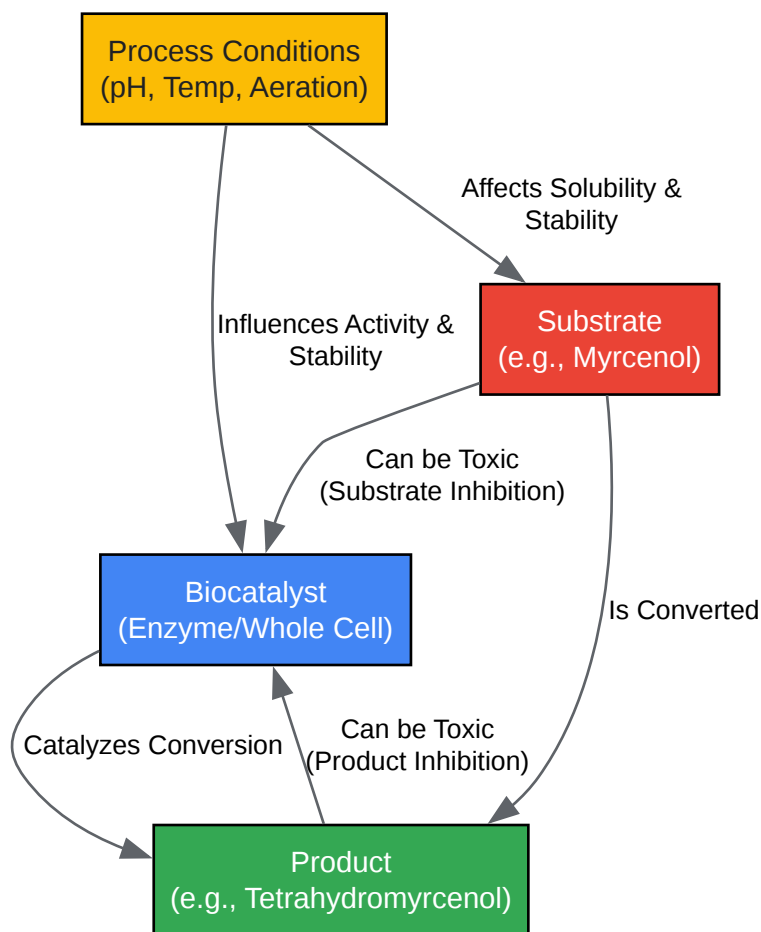 Process Conditions
(pH, Temp, Aeration)
Affects Solubility &
Stability
Substrate
(e.g., Myrcenol)
Influences Activity &
Stability
Can be Toxic
(Substrate Inhibition)
Biocatalyst
(Enzyme/Whole Cell)
Is Converted
Catalyzes Conversion
Can be Toxic
(Product Inhibition)
Product
(e.g., Tetrahydromyrcenol)